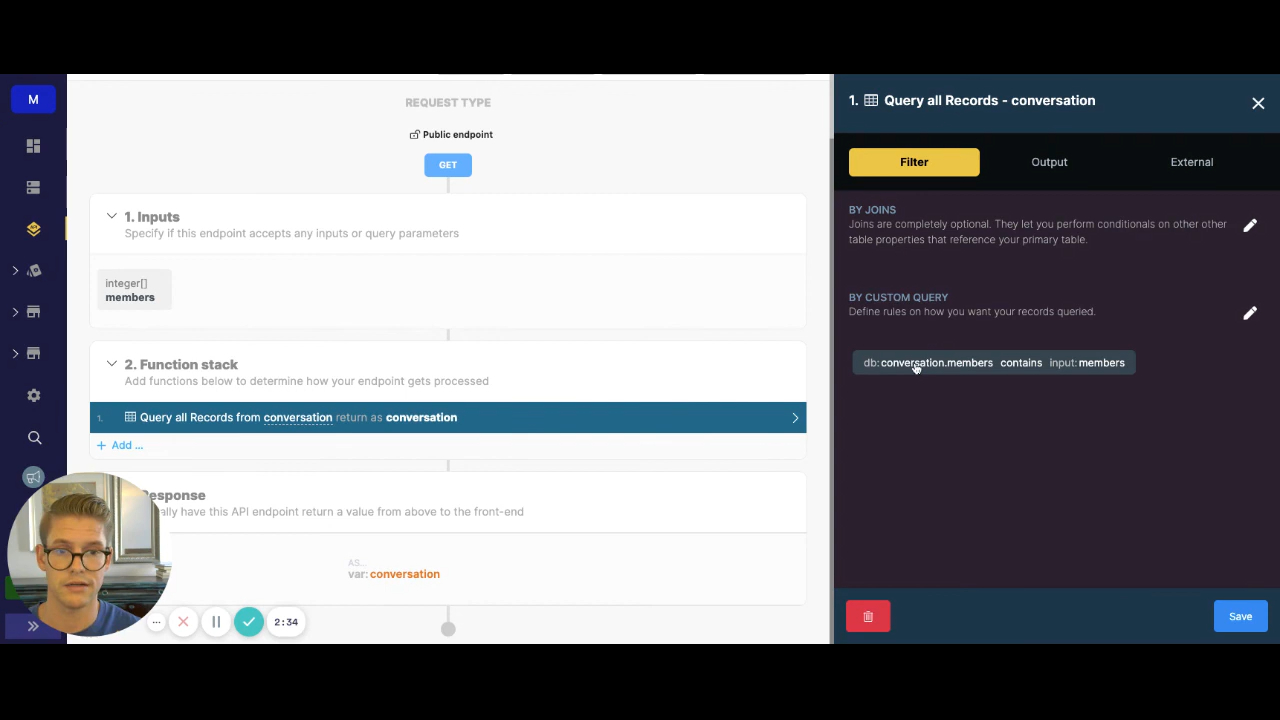 M
REQUEST TYPE
Public endpoint
GET
1. Inputs
Specify if this endpoint accepts any inputs or query parameters
integer[]
members
2. Function stack
Add functions below to determine how your endpoint gets processed
1. Query all Records from conversation return as conversation
+ Add ...
Response
ally have this API endpoint return a value from above to the front-end
AS...
var: conversation
2:34
1. Query all Records - conversation
Filter
Output
External
BY JOINS
Joins are completely optional. They let you perform conditionals on other other
table properties that reference your primary table.
BY CUSTOM QUERY
Define rules on how you want your records queried.
db: conversation.members contains input: members
Save